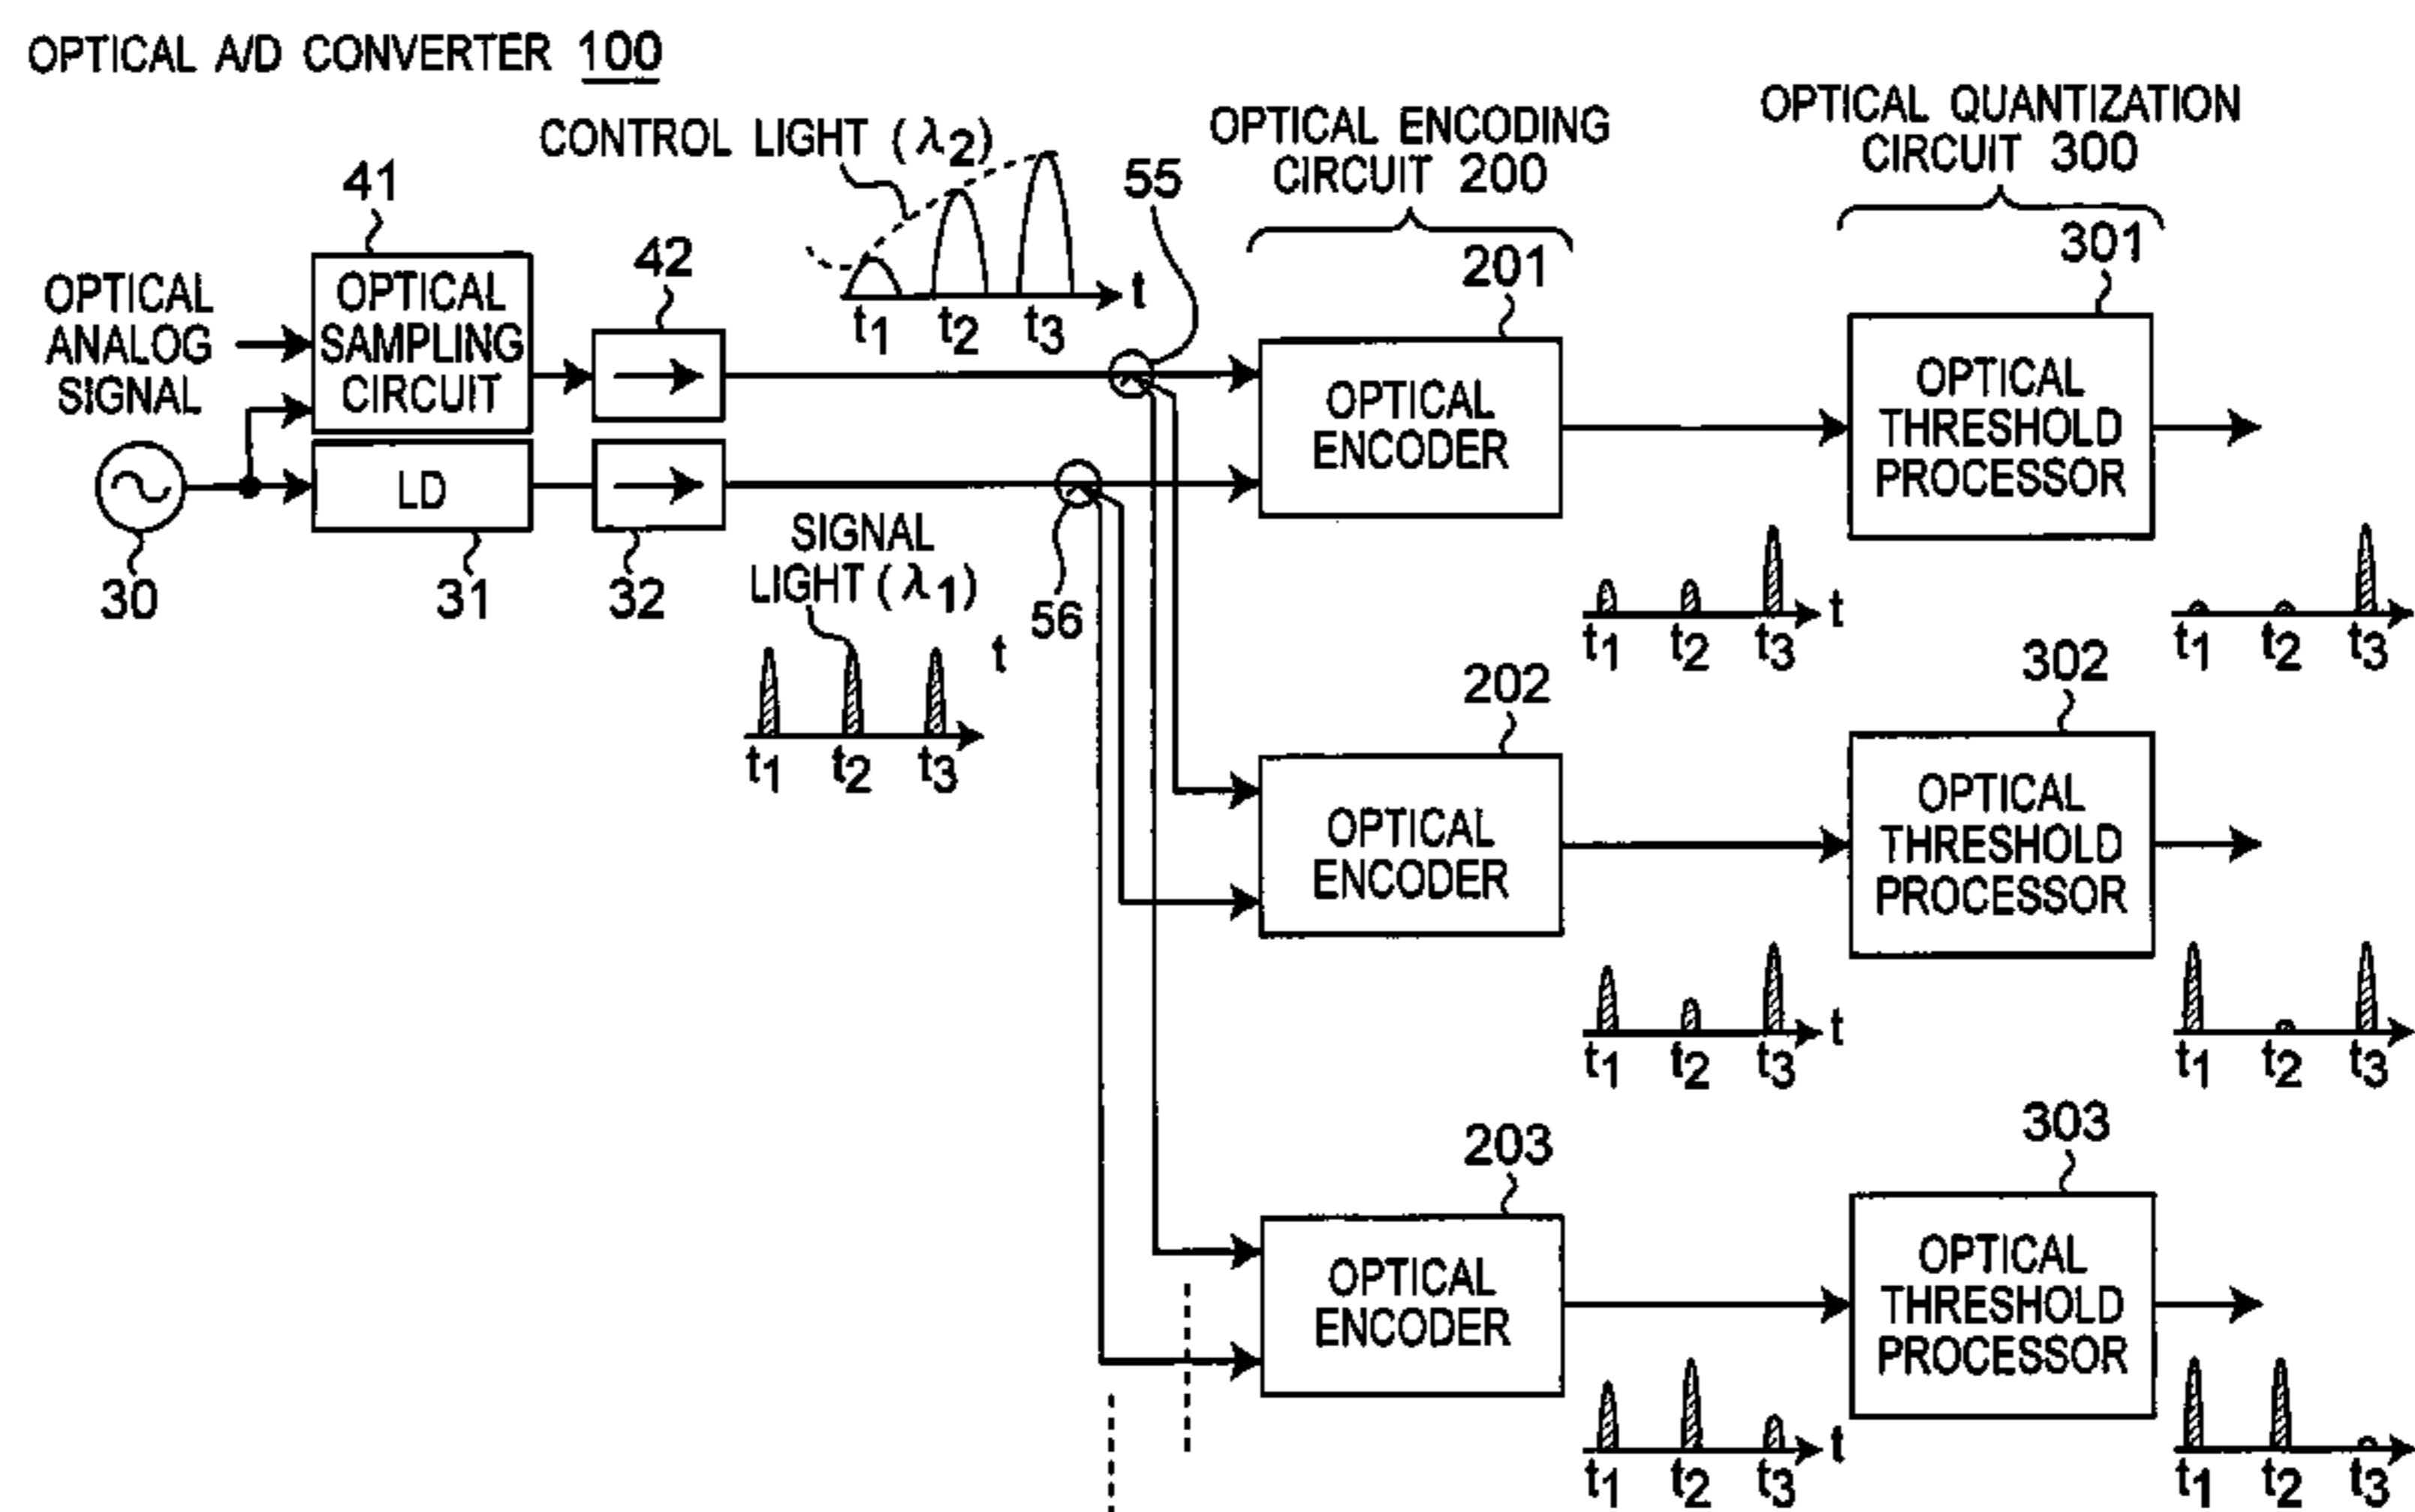 OPTICAL A/D CONVERTER 100
CONTROL LIGHT (λ2)
OPTICAL ENCODING
CIRCUIT 200
OPTICAL QUANTIZATION
CIRCUIT 300
41
42
55
201
301
OPTICAL
ANALOG
SIGNAL
OPTICAL
SAMPLING
CIRCUIT
t1 t2 t3 t
OPTICAL
ENCODER
OPTICAL
THRESHOLD
PROCESSOR
LD
30
31
32
SIGNAL
LIGHT (λ1)
56
t
t1 t2 t3
t1 t2 t3 t
t1 t2 t3
202
302
OPTICAL
ENCODER
OPTICAL
THRESHOLD
PROCESSOR
t1 t2 t3 t
t1 t2 t3
203
303
OPTICAL
ENCODER
OPTICAL
THRESHOLD
PROCESSOR
t1 t2 t3 t
t1 t2 t3